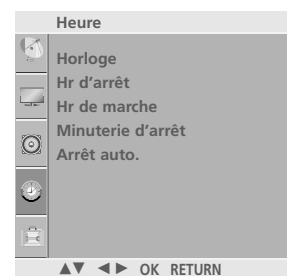 Heure
Horloge
Hr d’arrêt
Hr de marche
Minuterie d’arrêt
Arrêt auto.
▲▼ ◄► OK RETURN